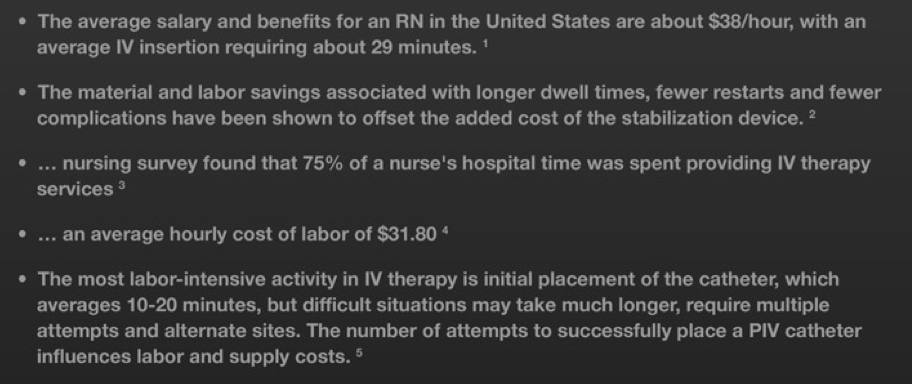 • The average salary and benefits for an RN in the United States are about $38/hour, with an
average IV insertion requiring about 29 minutes. ¹
• The material and labor savings associated with longer dwell times, fewer restarts and fewer
complications have been shown to offset the added cost of the stabilization device. ²
• ... nursing survey found that 75% of a nurse's hospital time was spent providing IV therapy
services ³
• ... an average hourly cost of labor of $31.80 ⁴
• The most labor-intensive activity in IV therapy is initial placement of the catheter, which
averages 10-20 minutes, but difficult situations may take much longer, require multiple
attempts and alternate sites. The number of attempts to successfully place a PIV catheter
influences labor and supply costs. ⁵